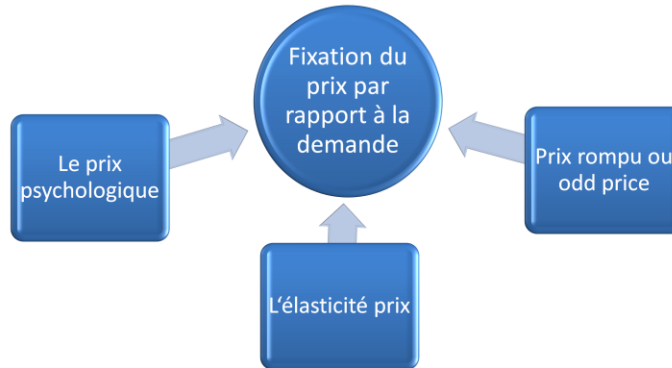 Fixation du
prix par
rapport à la
demande
Le prix
psychologique
Prix rompu ou
odd price
L'élasticité prix